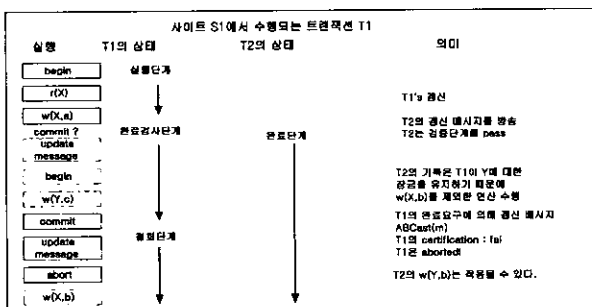 사이트 S1에서 수행되는 트랜잭션 T1
실행 T1의 상태 T2의 상태 의미
begin 실행단계
r(X) T1's 갱신
w(X,a) T2의 갱신 메시지를 방송
commit ? 완료검사단계 완료단계 T2는 검증단계를 pass
update
message
begin T2의 기록은 T1이 Y에 대한
잠금을 유지하기 때문에
w(Y,c) w(X,b)를 제외한 연산 수행
commit T1의 완료요구에 의해 갱신 메시지
철회단계 ABCast(m)
update T1의 certification : fai
message T1은 aborted!
abort T2의 w(Y,b)는 적용될 수 있다.
w(X,b)